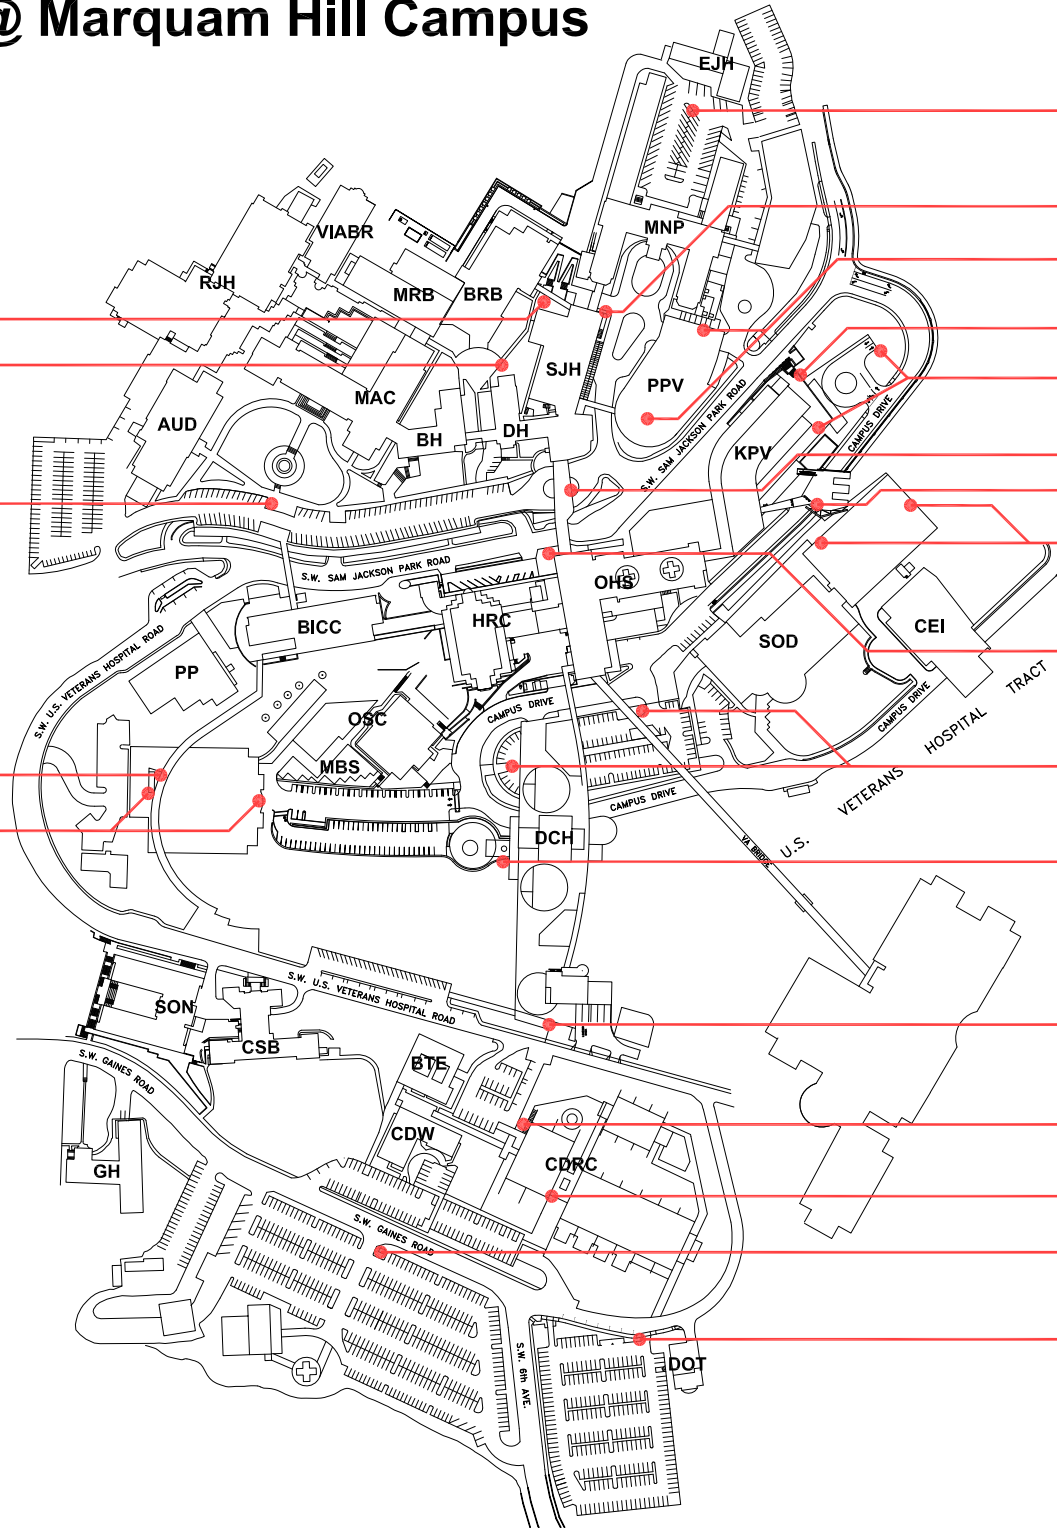 @ Marquam Hill Campus
EJH
MNP
VIABR
RJH
MRB
BRB
SJH
PPV
MAC
AUD
BH
DH
KPV
S.W. SAM JACKSON PARK ROAD
CAMPUS DRIVE
S.W. SAM JACKSON PARK ROAD
OHS
BICC
HRC
SOD
CEI
PP
S.W. U.S. VETERANS HOSPITAL ROAD
OSC
CAMPUS DRIVE
CAMPUS DRIVE
MBS
CAMPUS DRIVE
U.S. VETERANS HOSPITAL TRACT
DCH
VA BRIDGE
SON
S.W. U.S. VETERANS HOSPITAL ROAD
CSB
BTE
S.W. GAINES ROAD
CDW
CDRC
GH
S.W. GAINES ROAD
S.W. 6th AVE.
DOT